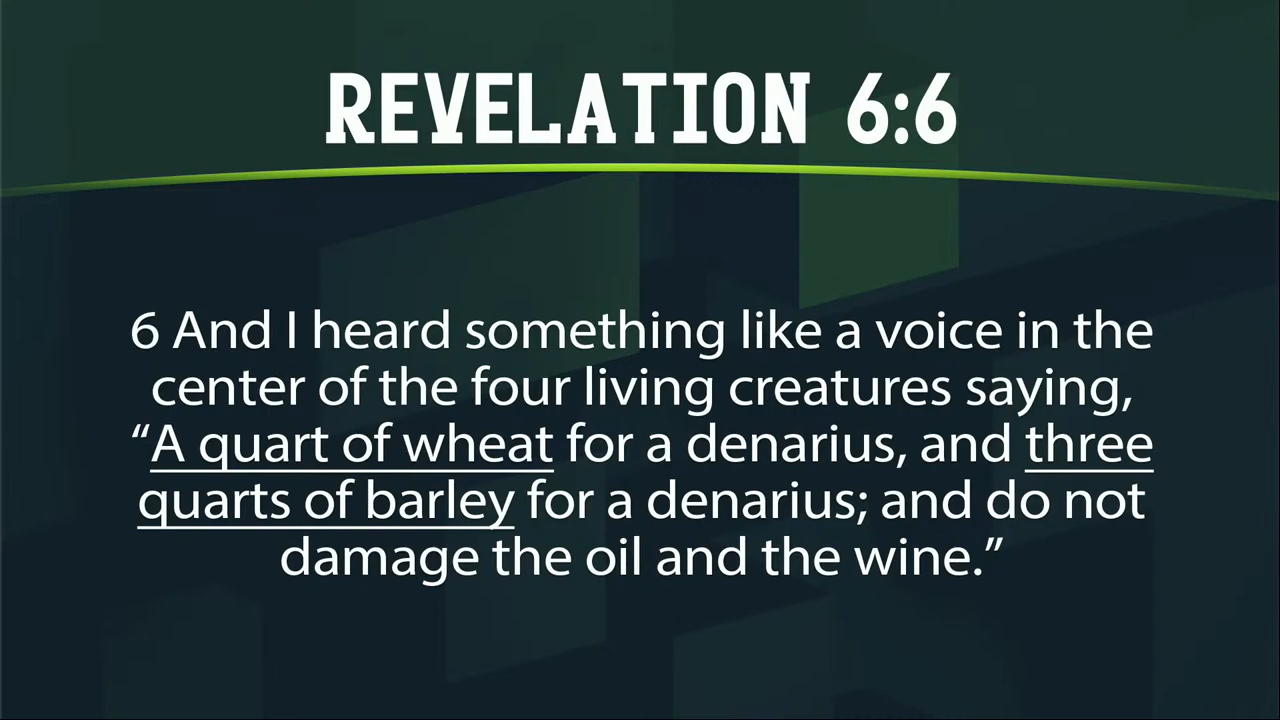 REVELATION 6:6
6 And I heard something like a voice in the
center of the four living creatures saying,
“A quart of wheat for a denarius, and three
quarts of barley for a denarius; and do not
damage the oil and the wine.”